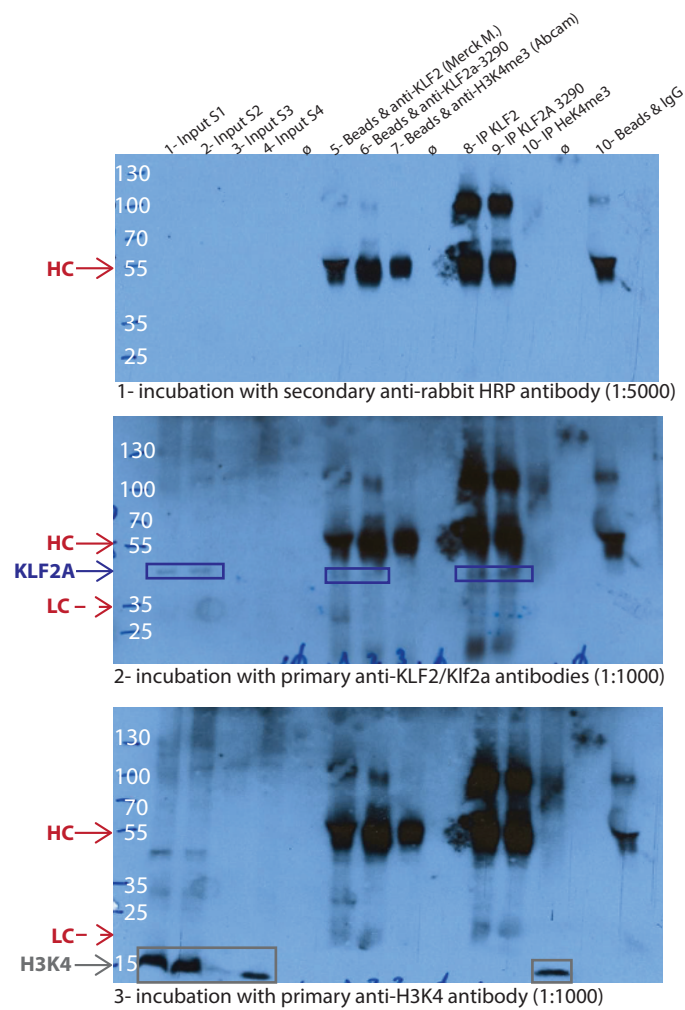 1- Input S1
2- Input S2
3- Input S3
4- Input S4
ø
5- Beads & anti-KLF2 (Merck M.)
6- Beads & anti-KLF2a-3290
7- Beads & anti-H3K4me3 (Abcam)
ø
8- IP KLF2
9- IP KLF2A 3290
10- IP HeK4me3
ø
10- Beads & IgG
130
100
70
HC
55
35
25
1- incubation with secondary anti-rabbit HRP antibody (1:5000)
130
100
70
HC
55
KLF2A
LC
35
25
2- incubation with primary anti-KLF2/Klf2a antibodies (1:1000)
130
100
70
HC
55
35
25
LC
H3K4
15
3- incubation with primary anti-H3K4 antibody (1:1000)